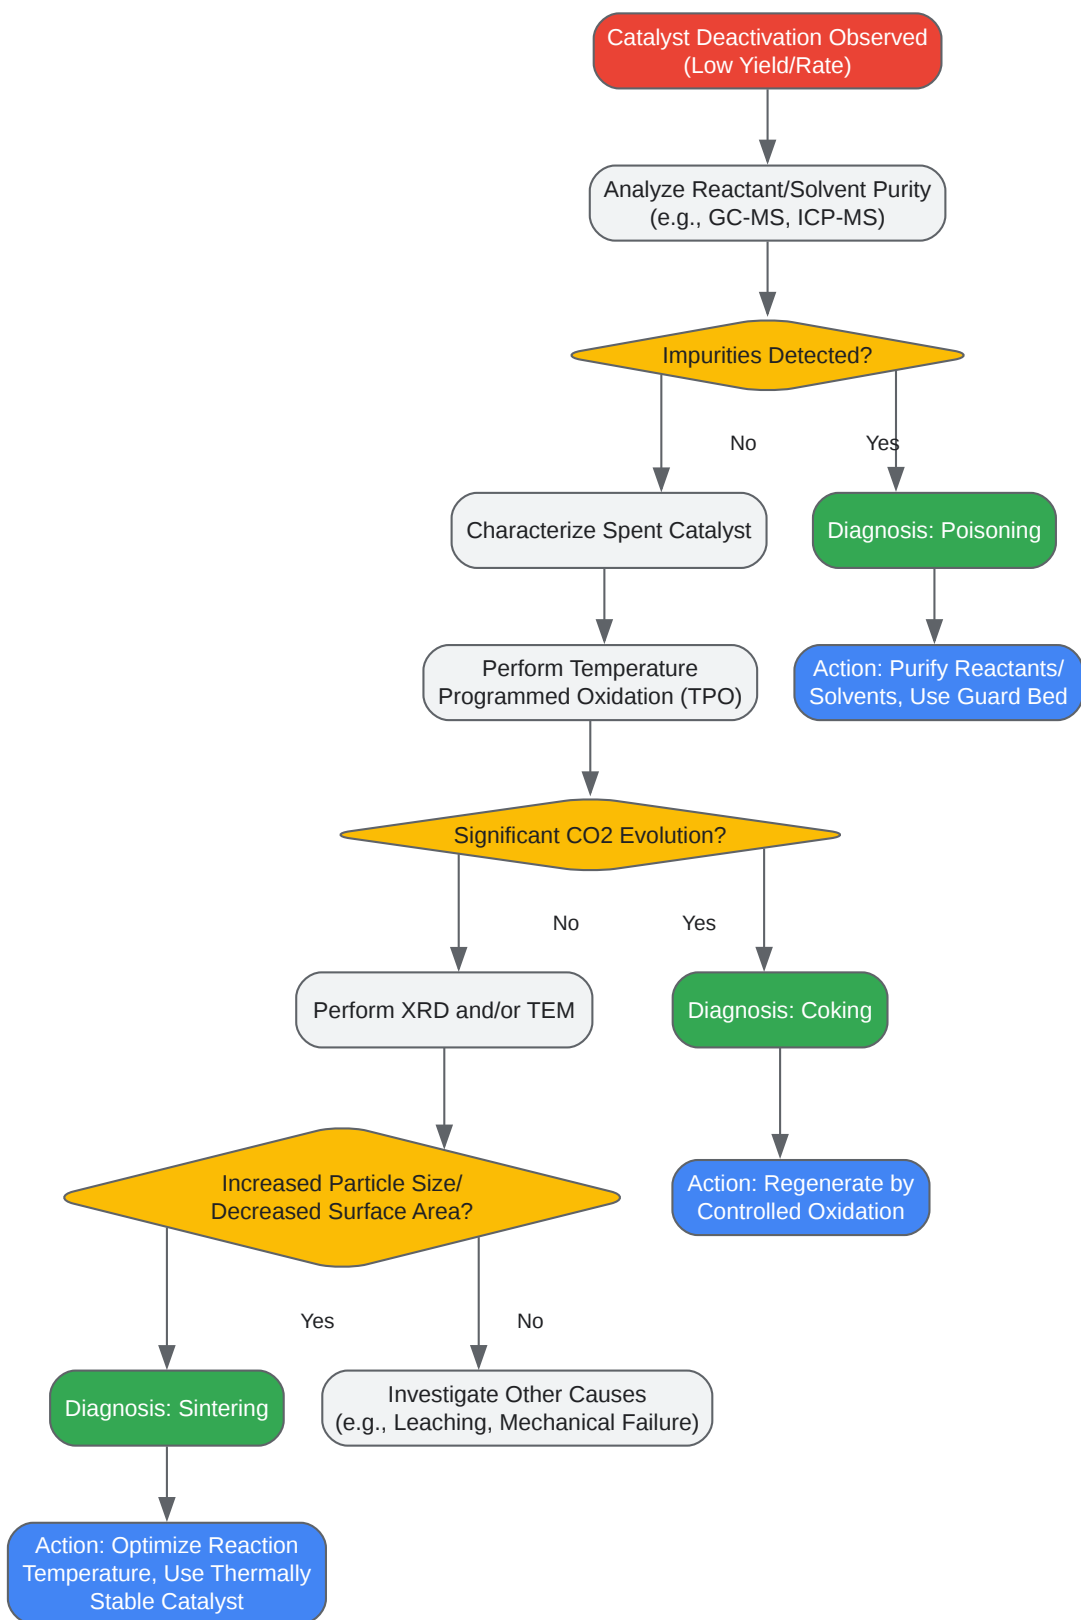 Catalyst Deactivation Observed
(Low Yield/Rate)
Analyze Reactant/Solvent Purity
(e.g., GC-MS, ICP-MS)
Impurities Detected?
No
Yes
Characterize Spent Catalyst
Diagnosis: Poisoning
Perform Temperature
Programmed Oxidation (TPO)
Action: Purify Reactants/
Solvents, Use Guard Bed
Significant CO2 Evolution?
No
Yes
Perform XRD and/or TEM
Diagnosis: Coking
Increased Particle Size/
Decreased Surface Area?
Action: Regenerate by
Controlled Oxidation
Yes
No
Diagnosis: Sintering
Investigate Other Causes
(e.g., Leaching, Mechanical Failure)
Action: Optimize Reaction
Temperature, Use Thermally
Stable Catalyst